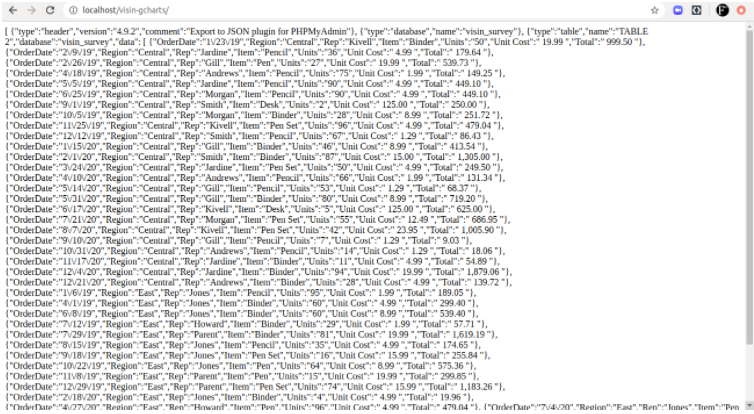 localhost/visin-gcharts/
[ {"type":"header","version":"4.9.2","comment":"Export to JSON plugin for PHPMyAdmin"}, {"type":"database","name":"visin_survey"}, {"type":"table","name":"TABLE
2","database":"visin_survey","data": [ {"OrderDate":"1\/23\/19","Region":"Central","Rep":"Kivell","Item":"Binder","Units":"50","Unit Cost":" 19.99 ","Total":" 999.50 "},
{"OrderDate":"2\/9\/19","Region":"Central","Rep":"Jardine","Item":"Pencil","Units":"36","Unit Cost":" 4.99 ","Total":" 179.64 "},
{"OrderDate":"2\/26\/19","Region":"Central","Rep":"Gill","Item":"Pen","Units":"27","Unit Cost":" 19.99 ","Total":" 539.73 "},
{"OrderDate":"4\/18\/19","Region":"Central","Rep":"Andrews","Item":"Pencil","Units":"75","Unit Cost":" 1.99 ","Total":" 149.25 "},
{"OrderDate":"5\/5\/19","Region":"Central","Rep":"Jardine","Item":"Pencil","Units":"90","Unit Cost":" 4.99 ","Total":" 449.10 "},
{"OrderDate":"6\/25\/19","Region":"Central","Rep":"Morgan","Item":"Pencil","Units":"90","Unit Cost":" 4.99 ","Total":" 449.10 "},
{"OrderDate":"9\/1\/19","Region":"Central","Rep":"Smith","Item":"Desk","Units":"2","Unit Cost":" 125.00 ","Total":" 250.00 "},
{"OrderDate":"10\/5\/19","Region":"Central","Rep":"Morgan","Item":"Binder","Units":"28","Unit Cost":" 8.99 ","Total":" 251.72 "},
{"OrderDate":"11\/25\/19","Region":"Central","Rep":"Kivell","Item":"Pen Set","Units":"96","Unit Cost":" 4.99 ","Total":" 479.04 "},
{"OrderDate":"12\/12\/19","Region":"Central","Rep":"Smith","Item":"Pencil","Units":"67","Unit Cost":" 1.29 ","Total":" 86.43 "},
{"OrderDate":"1\/15\/20","Region":"Central","Rep":"Gill","Item":"Binder","Units":"46","Unit Cost":" 8.99 ","Total":" 413.54 "},
{"OrderDate":"2\/1\/20","Region":"Central","Rep":"Smith","Item":"Binder","Units":"87","Unit Cost":" 15.00 ","Total":" 1,305.00 "},
{"OrderDate":"3\/24\/20","Region":"Central","Rep":"Jardine","Item":"Pen Set","Units":"50","Unit Cost":" 4.99 ","Total":" 249.50 "},
{"OrderDate":"4\/10\/20","Region":"Central","Rep":"Andrews","Item":"Pencil","Units":"66","Unit Cost":" 1.99 ","Total":" 131.34 "},
{"OrderDate":"5\/14\/20","Region":"Central","Rep":"Gill","Item":"Pencil","Units":"53","Unit Cost":" 1.29 ","Total":" 68.37 "},
{"OrderDate":"5\/31\/20","Region":"Central","Rep":"Gill","Item":"Binder","Units":"80","Unit Cost":" 8.99 ","Total":" 719.20 "},
{"OrderDate":"6\/17\/20","Region":"Central","Rep":"Kivell","Item":"Desk","Units":"5","Unit Cost":" 125.00 ","Total":" 625.00 "},
{"OrderDate":"7\/21\/20","Region":"Central","Rep":"Morgan","Item":"Pen Set","Units":"55","Unit Cost":" 12.49 ","Total":" 686.95 "},
{"OrderDate":"8\/7\/20","Region":"Central","Rep":"Kivell","Item":"Pen Set","Units":"42","Unit Cost":" 23.95 ","Total":" 1,005.90 "},
{"OrderDate":"9\/10\/20","Region":"Central","Rep":"Gill","Item":"Pencil","Units":"7","Unit Cost":" 1.29 ","Total":" 9.03 "},
{"OrderDate":"10\/31\/20","Region":"Central","Rep":"Andrews","Item":"Pencil","Units":"14","Unit Cost":" 1.29 ","Total":" 18.06 "},
{"OrderDate":"11\/17\/20","Region":"Central","Rep":"Jardine","Item":"Binder","Units":"11","Unit Cost":" 4.99 ","Total":" 54.89 "},
{"OrderDate":"12\/4\/20","Region":"Central","Rep":"Jardine","Item":"Binder","Units":"94","Unit Cost":" 19.99 ","Total":" 1,879.06 "},
{"OrderDate":"12\/21\/20","Region":"Central","Rep":"Andrews","Item":"Binder","Units":"28","Unit Cost":" 4.99 ","Total":" 139.72 "},
{"OrderDate":"1\/6\/19","Region":"East","Rep":"Jones","Item":"Pencil","Units":"95","Unit Cost":" 1.99 ","Total":" 189.05 "},
{"OrderDate":"4\/1\/19","Region":"East","Rep":"Jones","Item":"Binder","Units":"60","Unit Cost":" 4.99 ","Total":" 299.40 "},
{"OrderDate":"6\/8\/19","Region":"East","Rep":"Jones","Item":"Binder","Units":"60","Unit Cost":" 8.99 ","Total":" 539.40 "},
{"OrderDate":"7\/12\/19","Region":"East","Rep":"Howard","Item":"Binder","Units":"29","Unit Cost":" 1.99 ","Total":" 57.71 "},
{"OrderDate":"7\/29\/19","Region":"East","Rep":"Parent","Item":"Binder","Units":"81","Unit Cost":" 19.99 ","Total":" 1,619.19 "},
{"OrderDate":"8\/15\/19","Region":"East","Rep":"Jones","Item":"Pencil","Units":"35","Unit Cost":" 4.99 ","Total":" 174.65 "},
{"OrderDate":"9\/18\/19","Region":"East","Rep":"Jones","Item":"Pen Set","Units":"16","Unit Cost":" 15.99 ","Total":" 255.84 "},
{"OrderDate":"10\/22\/19","Region":"East","Rep":"Jones","Item":"Pen","Units":"64","Unit Cost":" 8.99 ","Total":" 575.36 "},
{"OrderDate":"11\/8\/19","Region":"East","Rep":"Parent","Item":"Pen","Units":"15","Unit Cost":" 19.99 ","Total":" 299.85 "},
{"OrderDate":"12\/29\/19","Region":"East","Rep":"Parent","Item":"Pen Set","Units":"74","Unit Cost":" 15.99 ","Total":" 1,183.26 "},
{"OrderDate":"2\/18\/20","Region":"East","Rep":"Jones","Item":"Binder","Units":"4","Unit Cost":" 4.99 ","Total":" 19.96 "},
{"OrderDate":"4\/27\/20","Region":"East","Rep":"Howard","Item":"Pen","Units":"96","Unit Cost":" 4.99 ","Total":" 479.04 "}, {"OrderDate":"7\/4\/20","Region":"East","Rep":"Jones","Item":"Pen